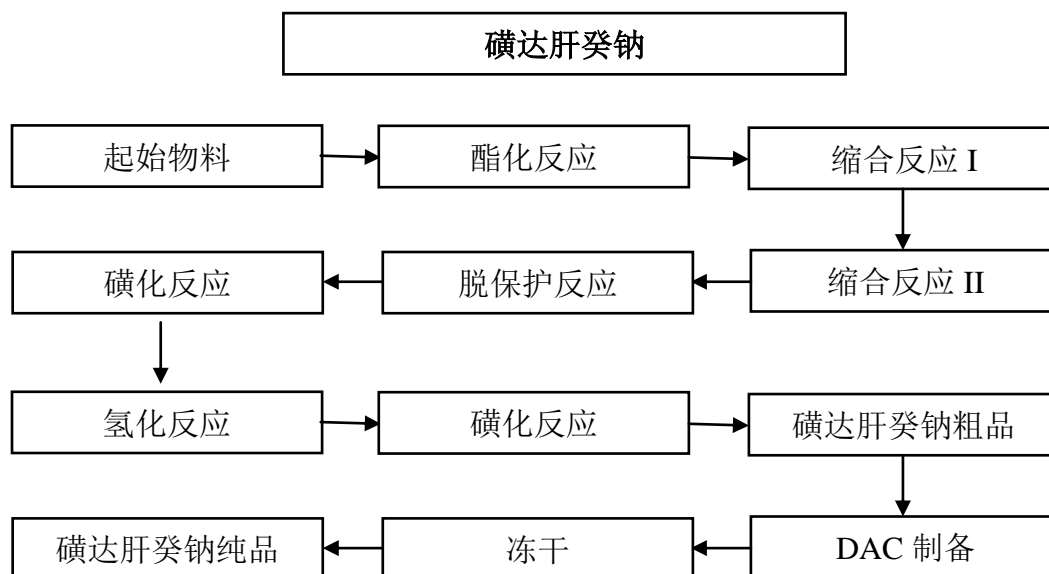 磺达肝癸钠
起始物料
酯化反应
缩合反应 I
磺化反应
脱保护反应
缩合反应 II
氢化反应
磺化反应
磺达肝癸钠粗品
磺达肝癸钠纯品
冻干
DAC 制备